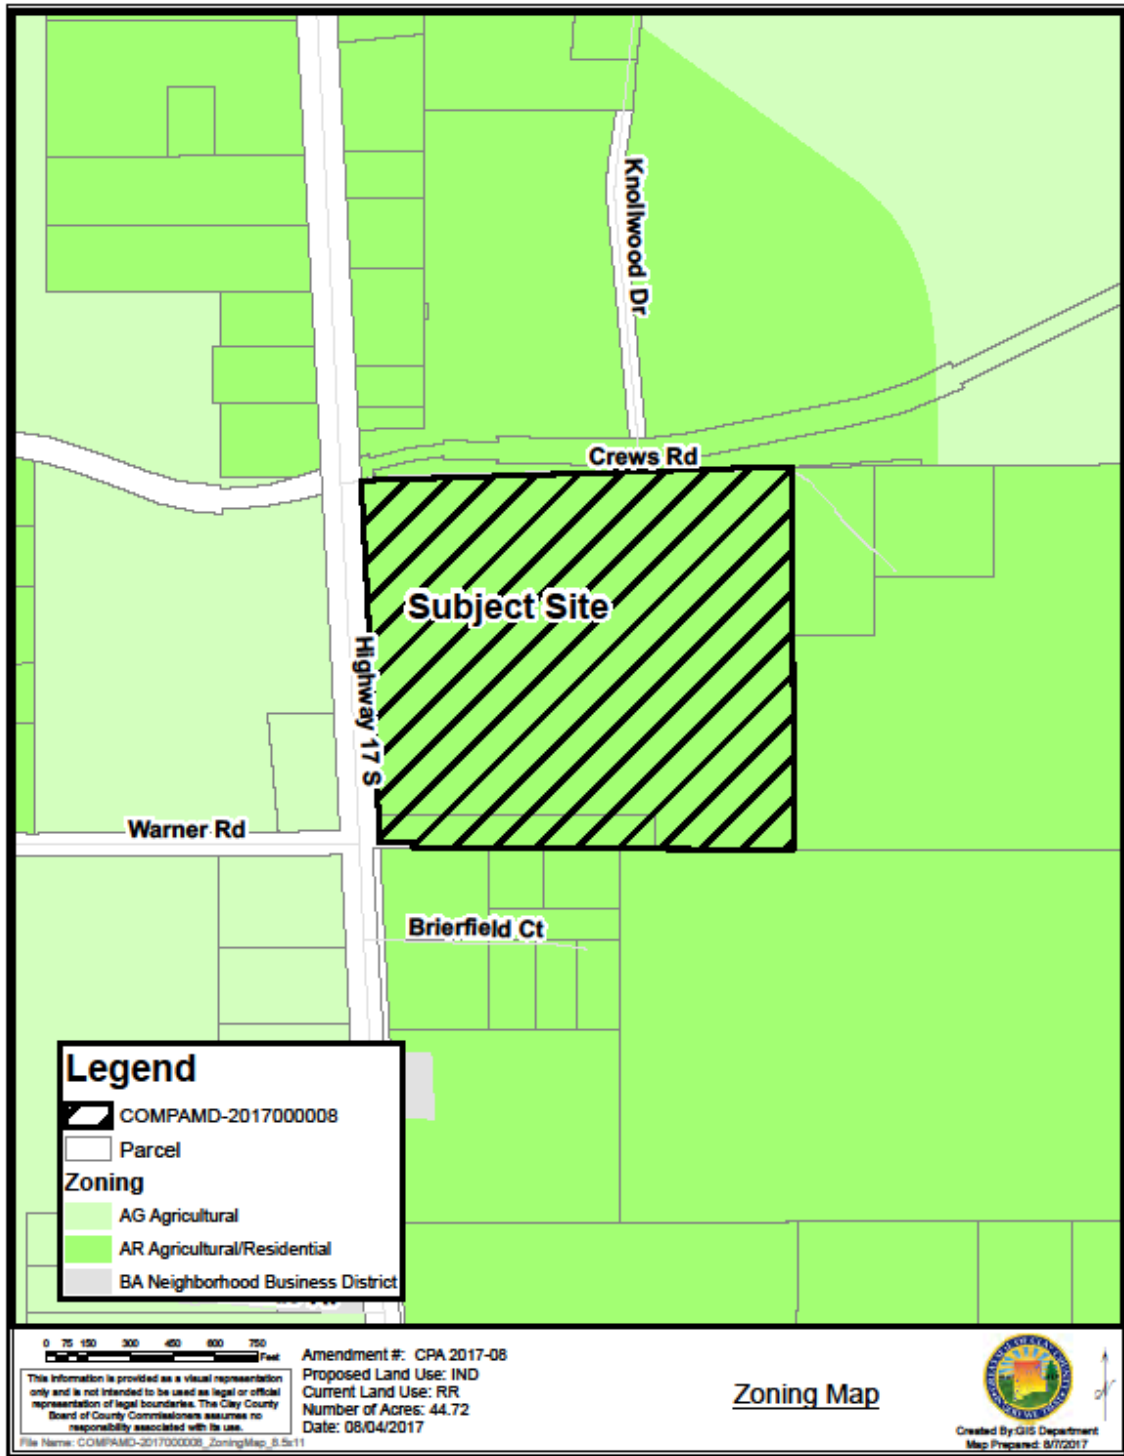 Knollwood Dr
Crews Rd
Subject Site
Highway 17 S
Warner Rd
Brierfield Ct
Legend
COMPAMD-2017000008
Parcel
Zoning
AG Agricultural
AR Agricultural/Residential
BA Neighborhood Business District
0 75 150 300 450 600 750
Feet
This information is provided as a visual representation
only and is not intended to be used as legal or official
representation of legal boundaries. The Clay County
Board of County Commissioners assumes no
responsibility associated with its use.
File Name: COMPAMD-2017000008_ZoningMap_8.5x11
Amendment #: CPA 2017-08
Proposed Land Use: IND
Current Land Use: RR
Number of Acres: 44.72
Date: 08/04/2017
Zoning Map
Created By:GIS Department
Map Prepared: 8/7/2017